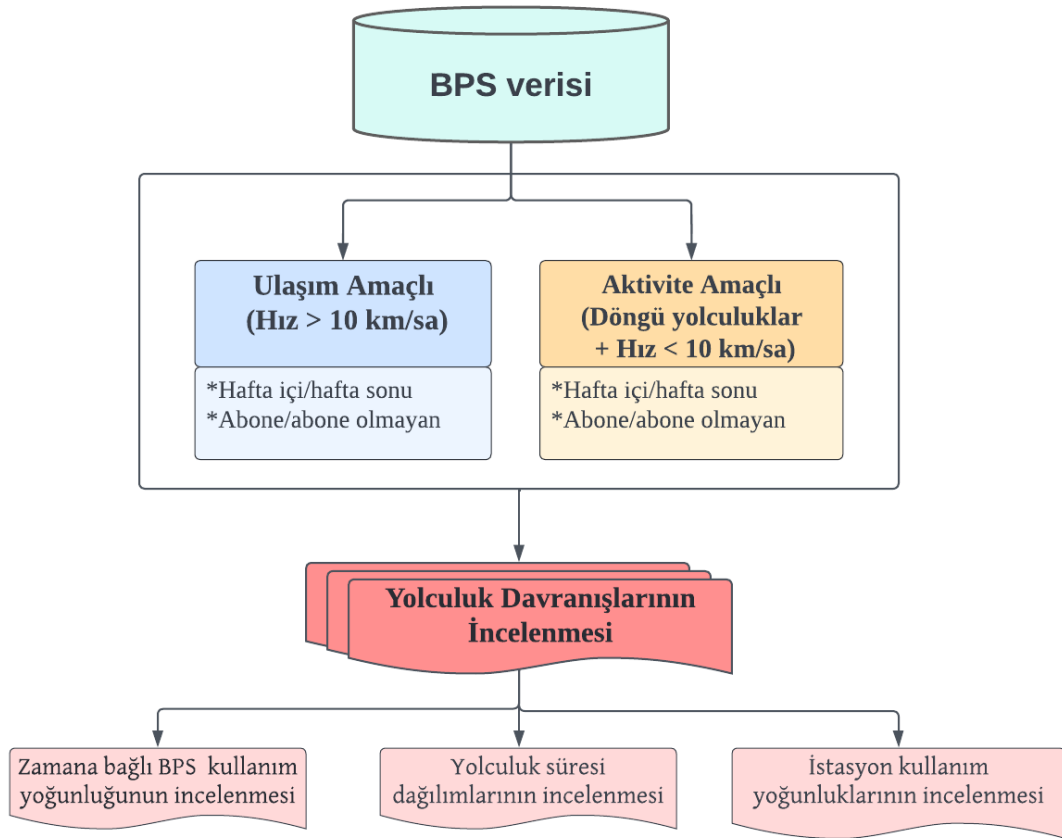 BPS verisi
Ulaşım Amaçlı
(Hız > 10 km/sa)
*Hafta içi/hafta sonu
*Abone/abone olmayan
Aktivite Amaçlı
(Döngü yolculuklar
+ Hız < 10 km/sa)
*Hafta içi/hafta sonu
*Abone/abone olmayan
Yolculuk Davranışlarının
İncelenmesi
Zamana bağlı BPS kullanım
yoğunluğunun incelenmesi
Yolculuk süresi
dağılımlarının incelenmesi
İstasyon kullanım
yoğunluklarının incelenmesi